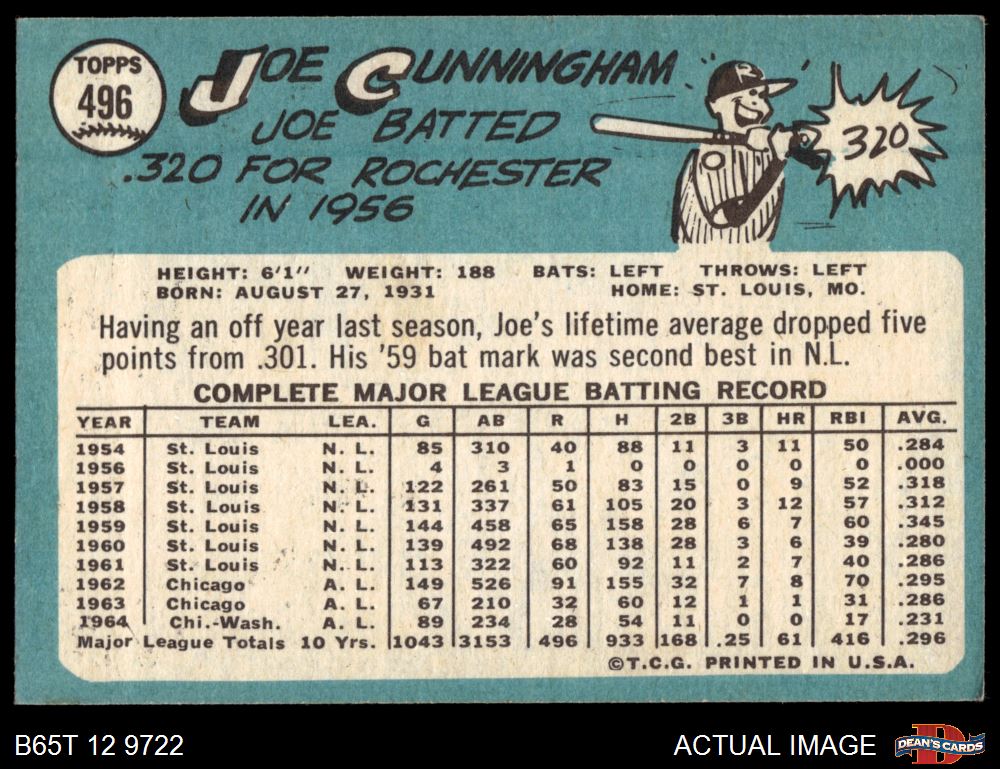 TOPPS
496
JOE CUNNINGHAM
JOE BATTED
.320 FOR ROCHESTER
IN 1956
R
320
HEIGHT: 6'1" WEIGHT: 188 BATS: LEFT THROWS: LEFT
BORN: AUGUST 27, 1931 HOME: ST. LOUIS, MO.
Having an off year last season, Joe's lifetime average dropped five
points from .301. His '59 bat mark was second best in N.L.
COMPLETE MAJOR LEAGUE BATTING RECORD
YEAR TEAM LEA. G AB R H 2B 3B HR RBI AVG.
1954 St. Louis N. L. 85 310 40 88 11 3 11 50 .284
1956 St. Louis N. L. 4 3 1 0 0 0 0 0 .000
1957 St. Louis N. L. 122 261 50 83 15 0 9 52 .318
1958 St. Louis N. L. 131 337 61 105 20 3 12 57 .312
1959 St. Louis N. L. 144 458 65 158 28 6 7 60 .345
1960 St. Louis N. L. 139 492 68 138 28 3 6 39 .280
1961 St. Louis N. L. 113 322 60 92 11 2 7 40 .286
1962 Chicago A. L. 149 526 91 155 32 7 8 70 .295
1963 Chicago A. L. 67 210 32 60 12 1 1 31 .286
1964 Chi.-Wash. A. L. 89 234 28 54 11 0 0 17 .231
Major League Totals 10 Yrs. 1043 3153 496 933 168 .25 61 416 .296
©T.C.G. PRINTED IN U.S.A.
B65T 12 9722
ACTUAL IMAGE
D
DEAN'S CARDS